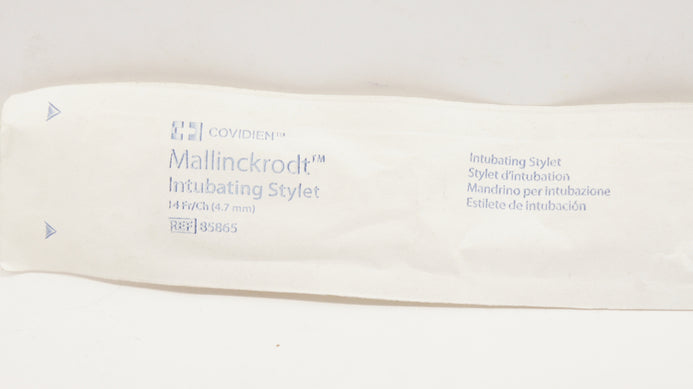 COVIDIEN™
Mallinckrodt™
Intubating Stylet
14 Fr/Ch (4.7 mm)
REF 85865
Intubating Stylet
Stylet d'intubation
Mandrino per intubazione
Estilete de intubación